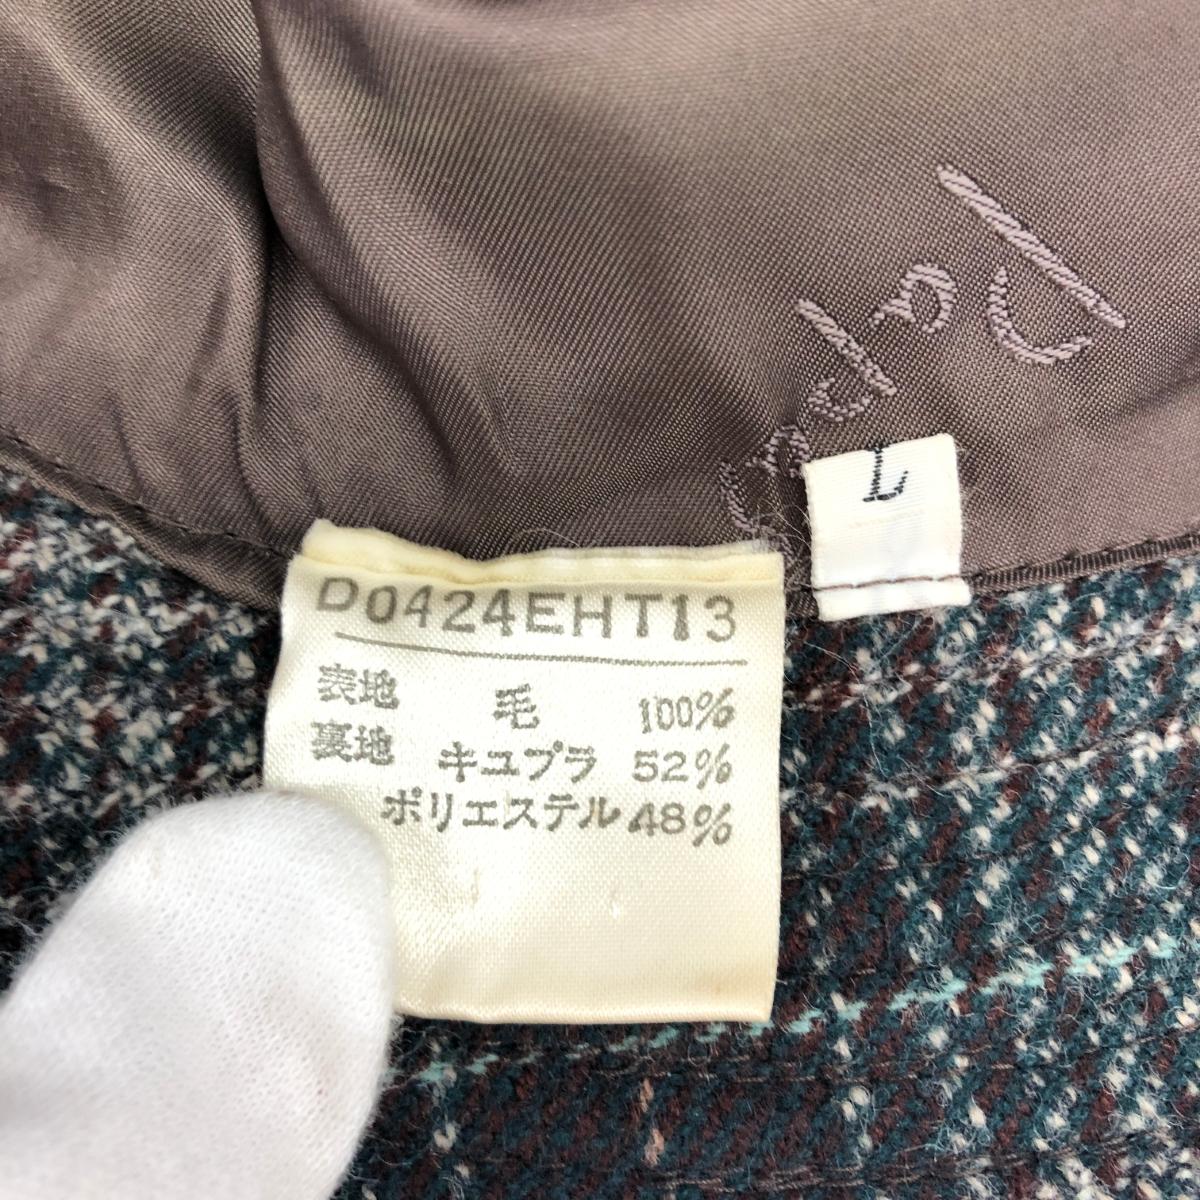 D0424EHT13
表地 毛 100%
裏地 キュプラ 52%
ポリエステル 48%
L